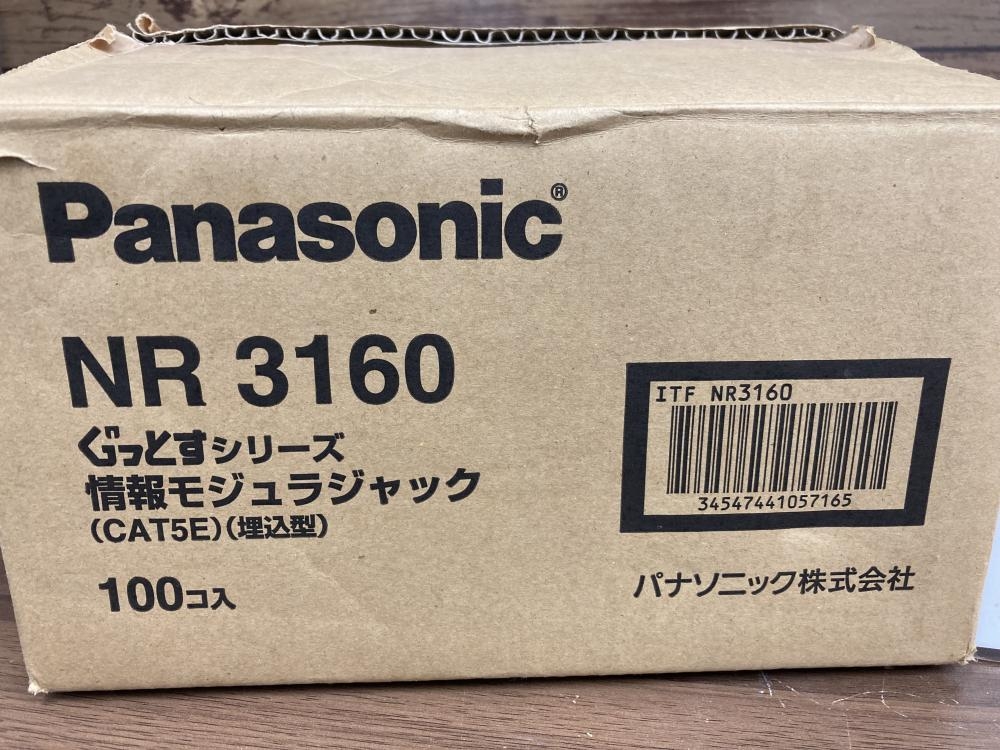 Panasonic®
NR 3160
ぐっとすシリーズ
情報モジュラジャック
(CAT5E)(埋込型)
100コ入
ITF NR3160
34547441057165
パナソニック株式会社